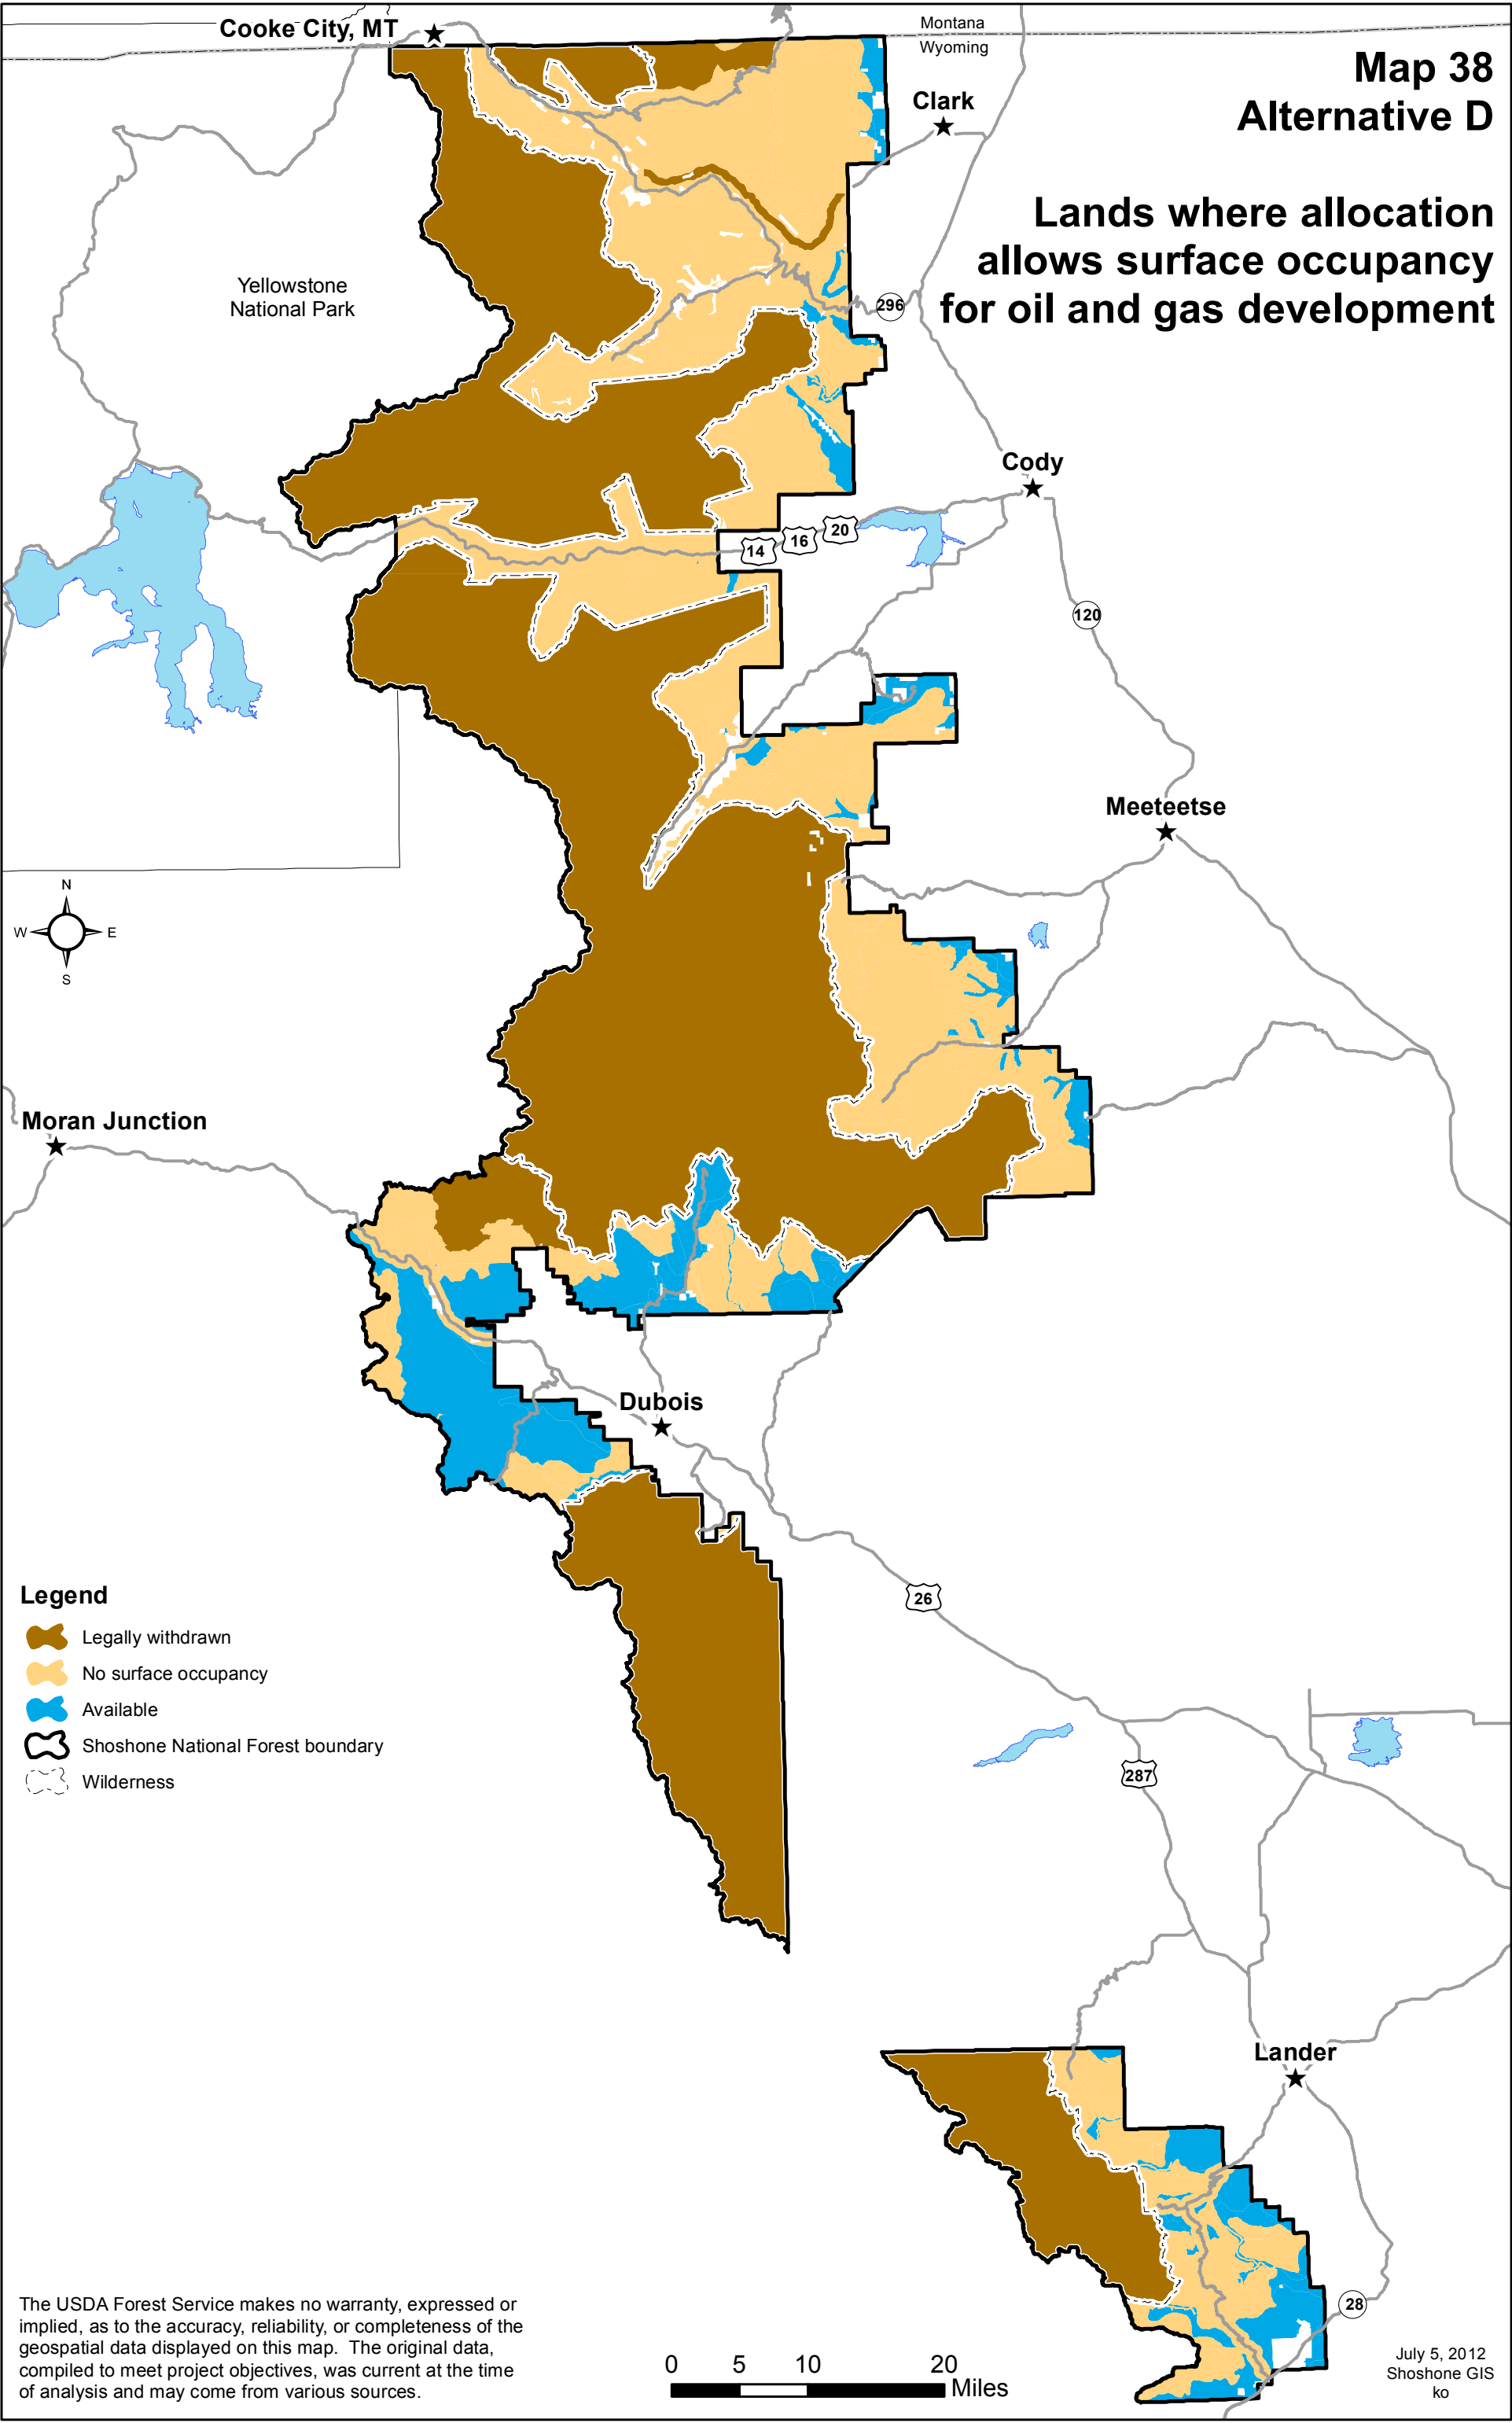 Cooke City, MT
Montana
Wyoming
Map 38
Alternative D
Clark
Lands where allocation
allows surface occupancy
for oil and gas development
Yellowstone
National Park
296
Cody
14
16
20
120
Meeteetse
N
W
E
S
Moran Junction
Dubois
26
Legend
Legally withdrawn
No surface occupancy
Available
Shoshone National Forest boundary
Wilderness
287
Lander
28
The USDA Forest Service makes no warranty, expressed or
implied, as to the accuracy, reliability, or completeness of the
geospatial data displayed on this map. The original data,
compiled to meet project objectives, was current at the time
of analysis and may come from various sources.
0 5 10 20
Miles
July 5, 2012
Shoshone GIS
ko